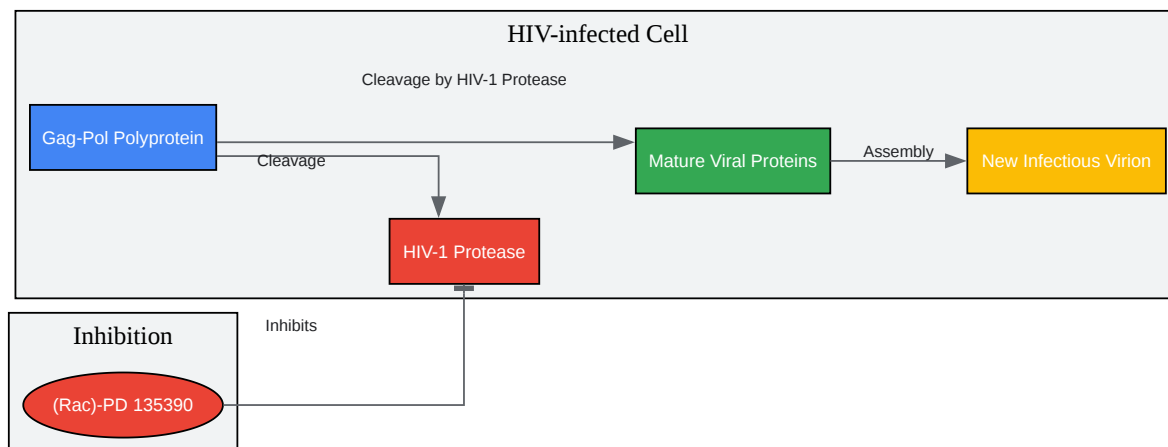 HIV-infected Cell
Cleavage by HIV-1 Protease
Gag-Pol Polyprotein
Cleavage
Mature Viral Proteins
Assembly
New Infectious Virion
HIV-1 Protease
Inhibits
Inhibition
(Rac)-PD 135390